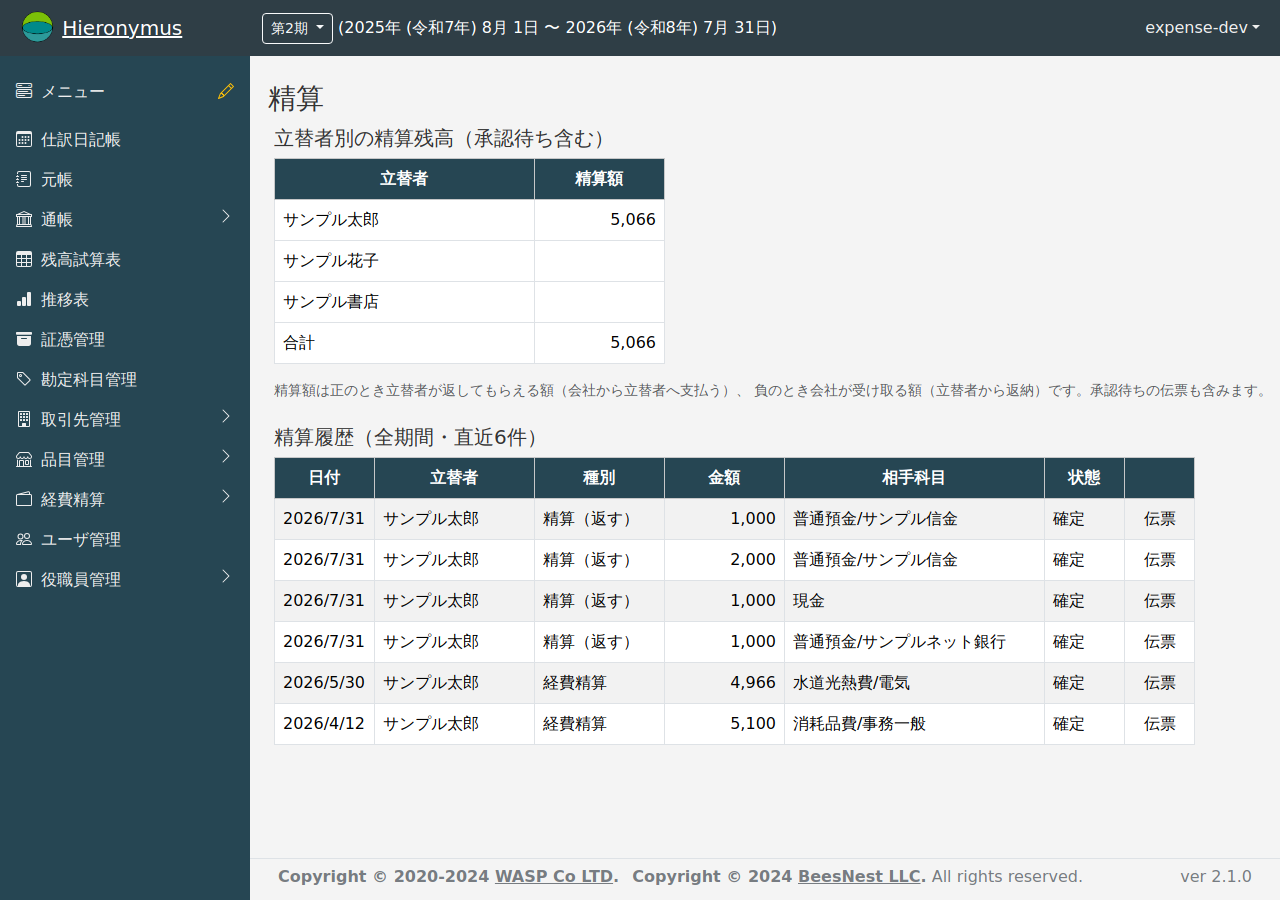 Hieronymus 第2期 (2025年 (令和7年) 8月 1日 〜 2026年 (令和8年) 7月 31日) expense-dev
メニュー
仕訳日記帳
元帳
通帳
残高試算表
推移表
証憑管理
勘定科目管理
取引先管理
品目管理
経費精算
ユーザ管理
役職員管理
精算
立替者別の精算残高（承認待ち含む）
立替者 精算額
サンプル太郎 5,066
サンプル花子
サンプル書店
合計 5,066
精算額は正のとき立替者が返してもらえる額（会社から立替者へ支払う）、 負のとき会社が受け取る額（立替者から返納）です。承認待ちの伝票も含みます。
精算履歴（全期間・直近6件）
日付 立替者 種別 金額 相手科目 状態
2026/7/31 サンプル太郎 精算（返す） 1,000 普通預金/サンプル信金 確定 伝票
2026/7/31 サンプル太郎 精算（返す） 2,000 普通預金/サンプル信金 確定 伝票
2026/7/31 サンプル太郎 精算（返す） 1,000 現金 確定 伝票
2026/7/31 サンプル太郎 精算（返す） 1,000 普通預金/サンプルネット銀行 確定 伝票
2026/5/30 サンプル太郎 経費精算 4,966 水道光熱費/電気 確定 伝票
2026/4/12 サンプル太郎 経費精算 5,100 消耗品費/事務一般 確定 伝票
Copyright © 2020-2024 WASP Co LTD. Copyright © 2024 BeesNest LLC. All rights reserved. ver 2.1.0